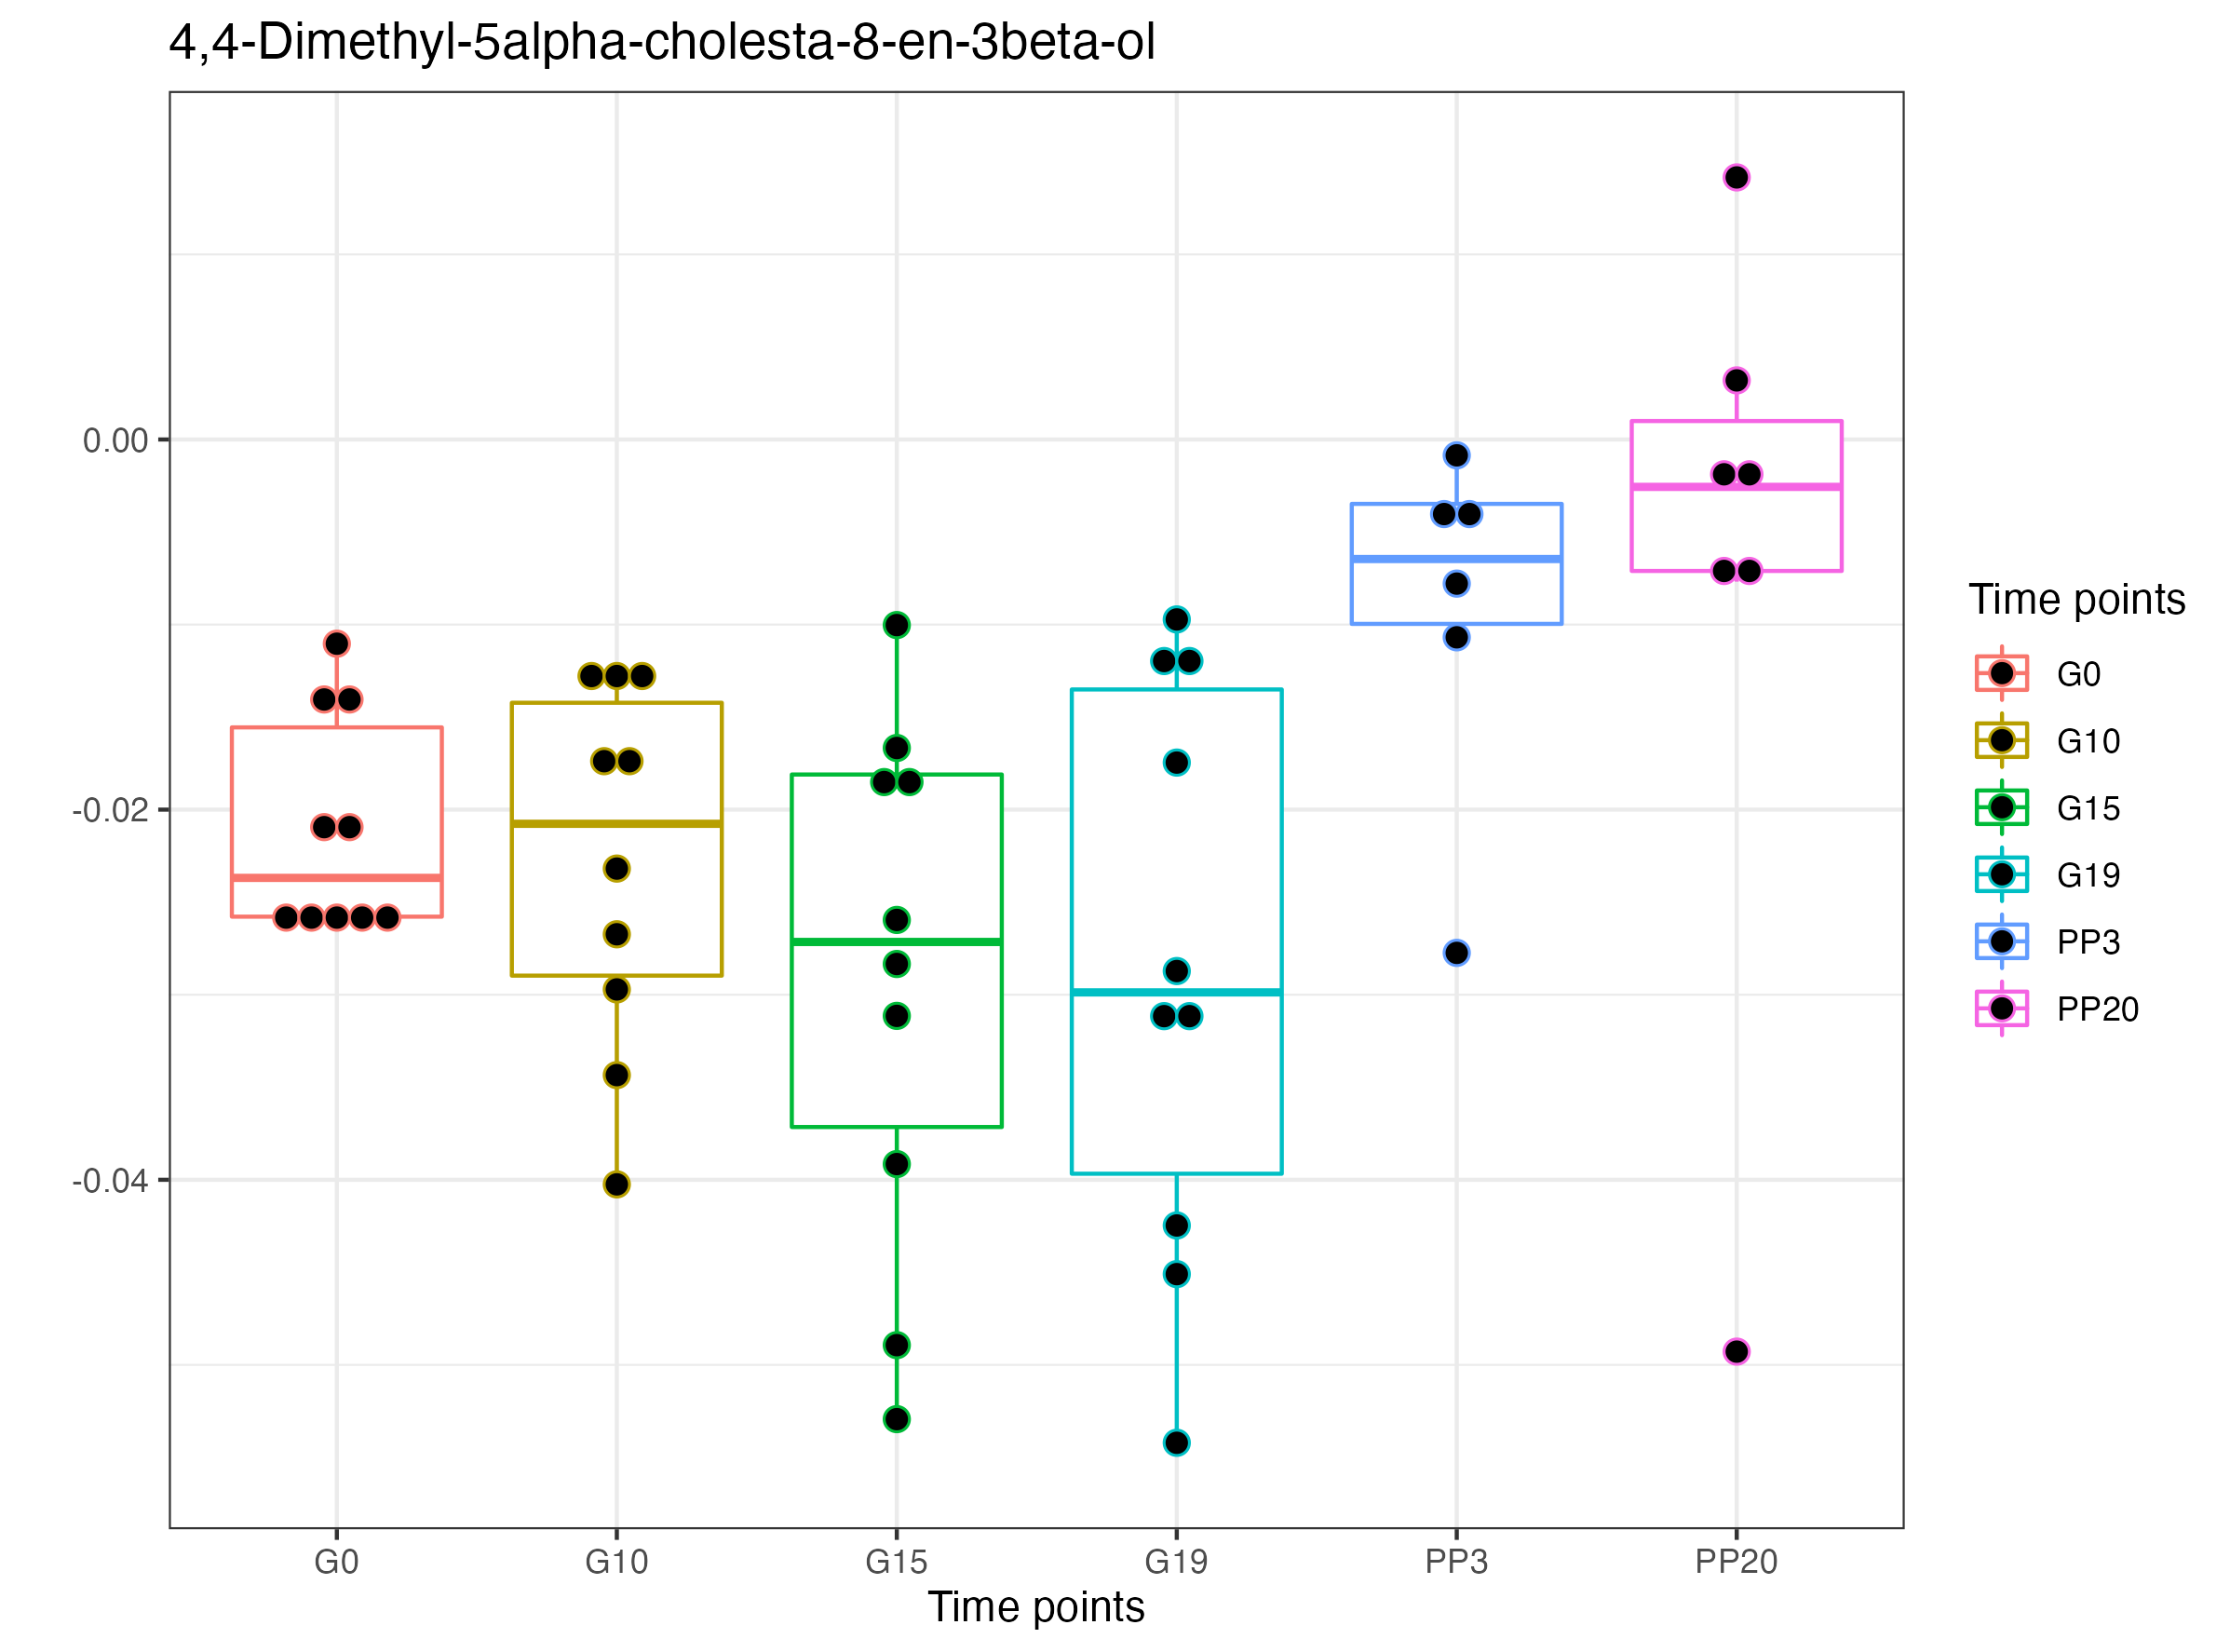 4,4-Dimethyl-5alpha-cholesta-8-en-3beta-ol
0.00
-0.02
-0.04
G0 G10 G15 G19 PP3 PP20
Time points
Time points
G0
G10
G15
G19
PP3
PP20